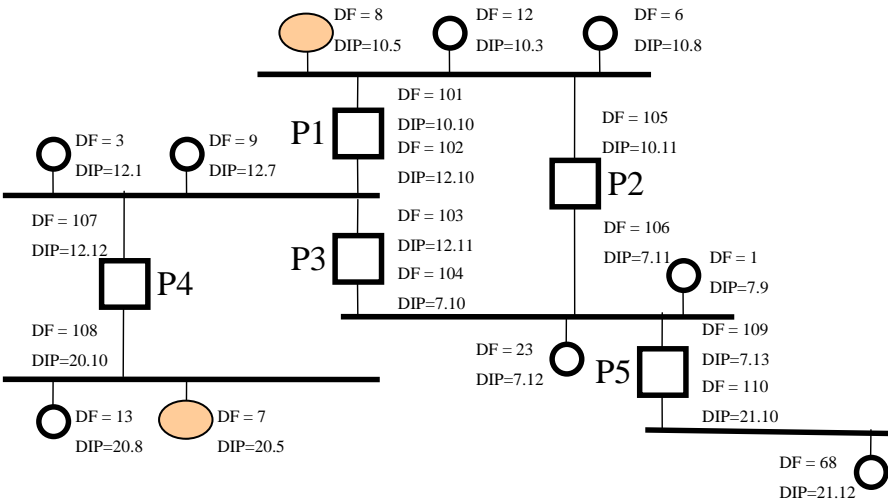 DF = 8
DIP=10.5
DF = 12
DIP=10.3
DF = 6
DIP=10.8
P1
DF = 101
DIP=10.10
DF = 102
DIP=12.10
DF = 105
DIP=10.11
P2
DF = 106
DIP=7.11
DF = 3
DIP=12.1
DF = 9
DIP=12.7
DF = 107
DIP=12.12
P4
DF = 108
DIP=20.10
P3
DF = 103
DIP=12.11
DF = 104
DIP=7.10
DF = 1
DIP=7.9
DF = 23
DIP=7.12
P5
DF = 109
DIP=7.13
DF = 110
DIP=21.10
DF = 13
DIP=20.8
DF = 7
DIP=20.5
DF = 68
DIP=21.12